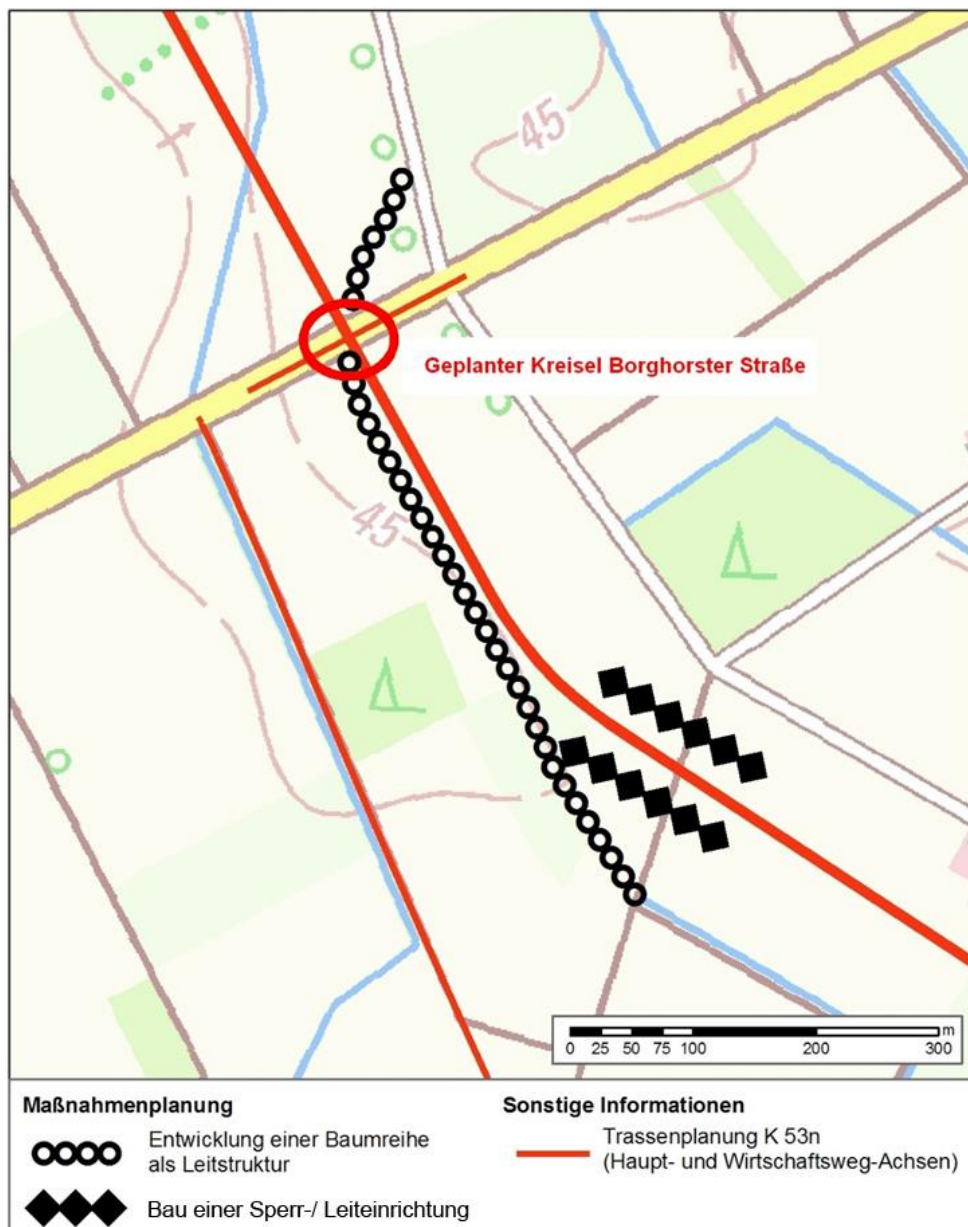 45
Geplanter Kreisel Borghorster Straße
45
m
0 25 50 75 100 200 300
Maßnahmenplanung
Entwicklung einer Baumreihe
als Leitstruktur
Bau einer Sperr-/ Leiteinrichtung
Sonstige Informationen
Trassenplanung K 53n
(Haupt- und Wirtschaftsweg-Achsen)